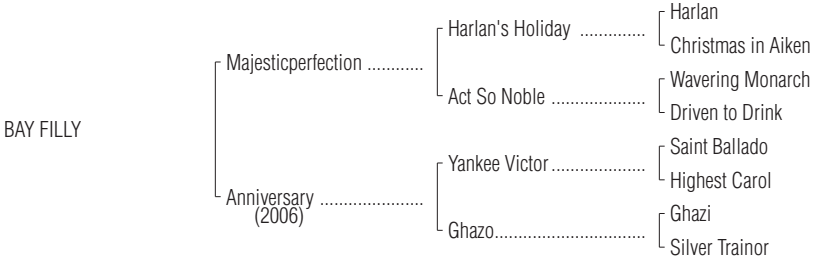 Harlan
Harlan's Holiday ..............
Christmas in Aiken
Majesticperfection ............
Wavering Monarch
Act So Noble ....................
Driven to Drink
BAY FILLY
Saint Ballado
Yankee Victor....................
Highest Carol
Anniversary ......................
(2006)
Ghazi
Ghazo................................
Silver Trainor